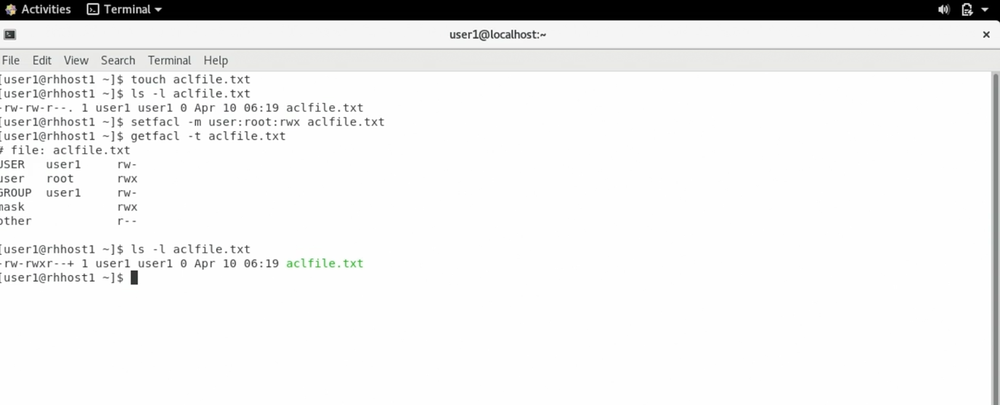 Activities Terminal
user1@localhost:~ ×
File Edit View Search Terminal Help
[user1@rhhost1 ~]$ touch aclfile.txt
[user1@rhhost1 ~]$ ls -l aclfile.txt
-rw-rw-r--. 1 user1 user1 0 Apr 10 06:19 aclfile.txt
[user1@rhhost1 ~]$ setfacl -m user:root:rwx aclfile.txt
[user1@rhhost1 ~]$ getfacl -t aclfile.txt
# file: aclfile.txt
USER   user1     rw-
user   root      rwx
GROUP  user1     rw-
mask             rwx
other            r--
[user1@rhhost1 ~]$ ls -l aclfile.txt
-rw-rwxr--+ 1 user1 user1 0 Apr 10 06:19 aclfile.txt
[user1@rhhost1 ~]$